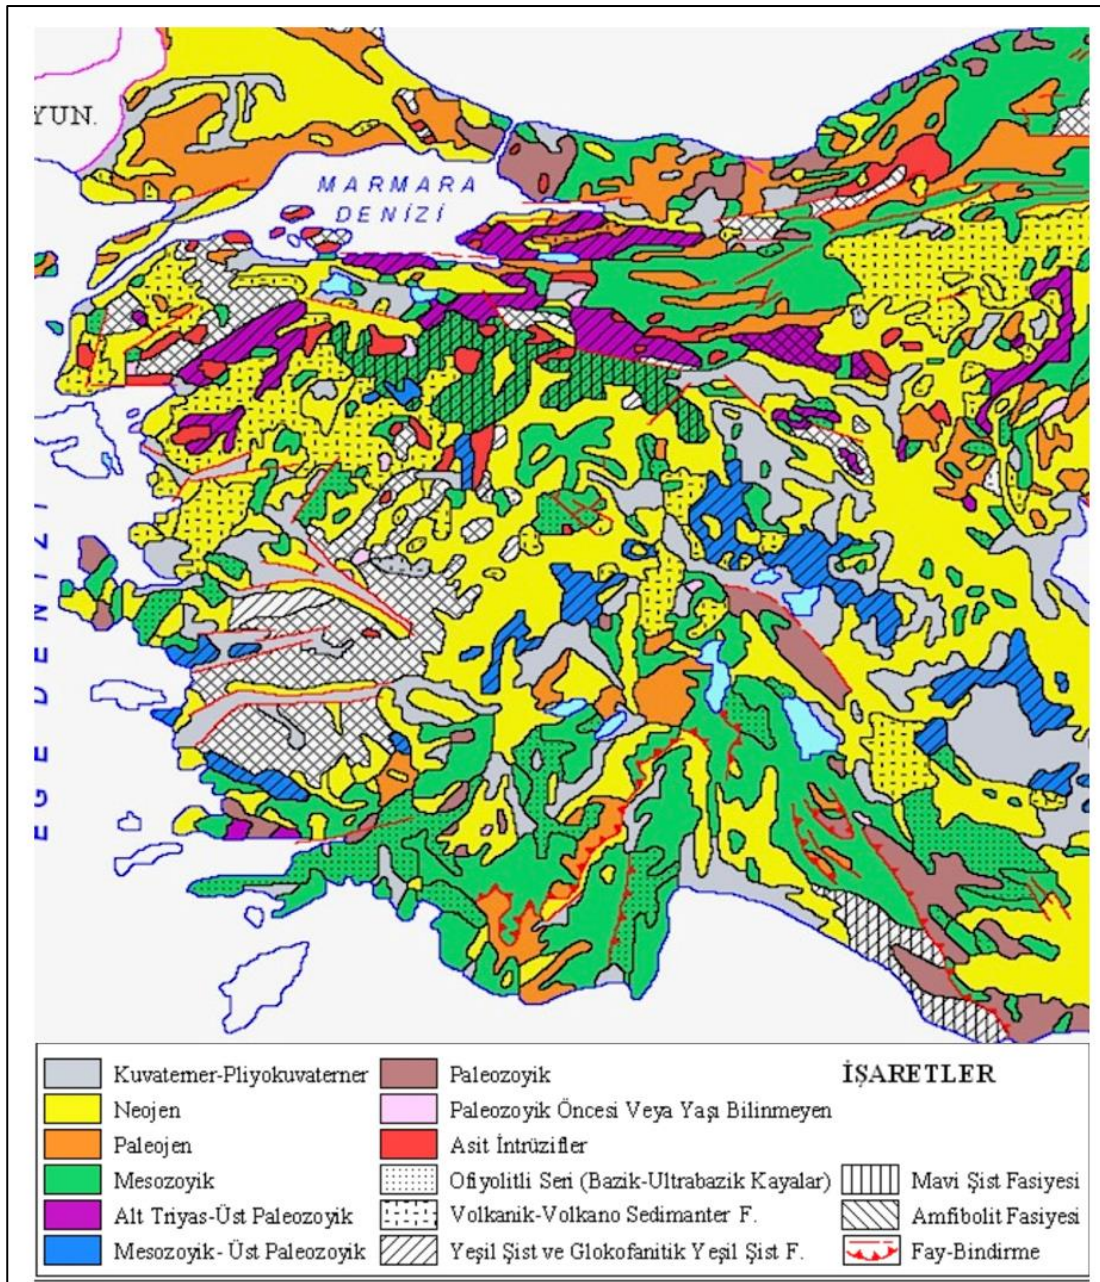 YUN.
MARMARA
DENİZİ
EGE DENİZİ
Kuvaterner-Pliyokuvaterner
Neojen
Paleojen
Mesozoyik
Alt Triyas-Üst Paleozoyik
Mesozoyik- Üst Paleozoyik
Paleozoyik
Paleozoyik Öncesi Veya Yaşı Bilinmeyen
Asit İntrüzifler
Ofiyolitli Seri (Bazik-Ultrabazik Kayalar)
Volkanik-Volkano Sedimanter F.
Yeşil Şist ve Glokofanitik Yeşil Şist F.
İŞARETLER
Mavi Şist Fasiyesi
Amfibolit Fasiyesi
Fay-Bindirme